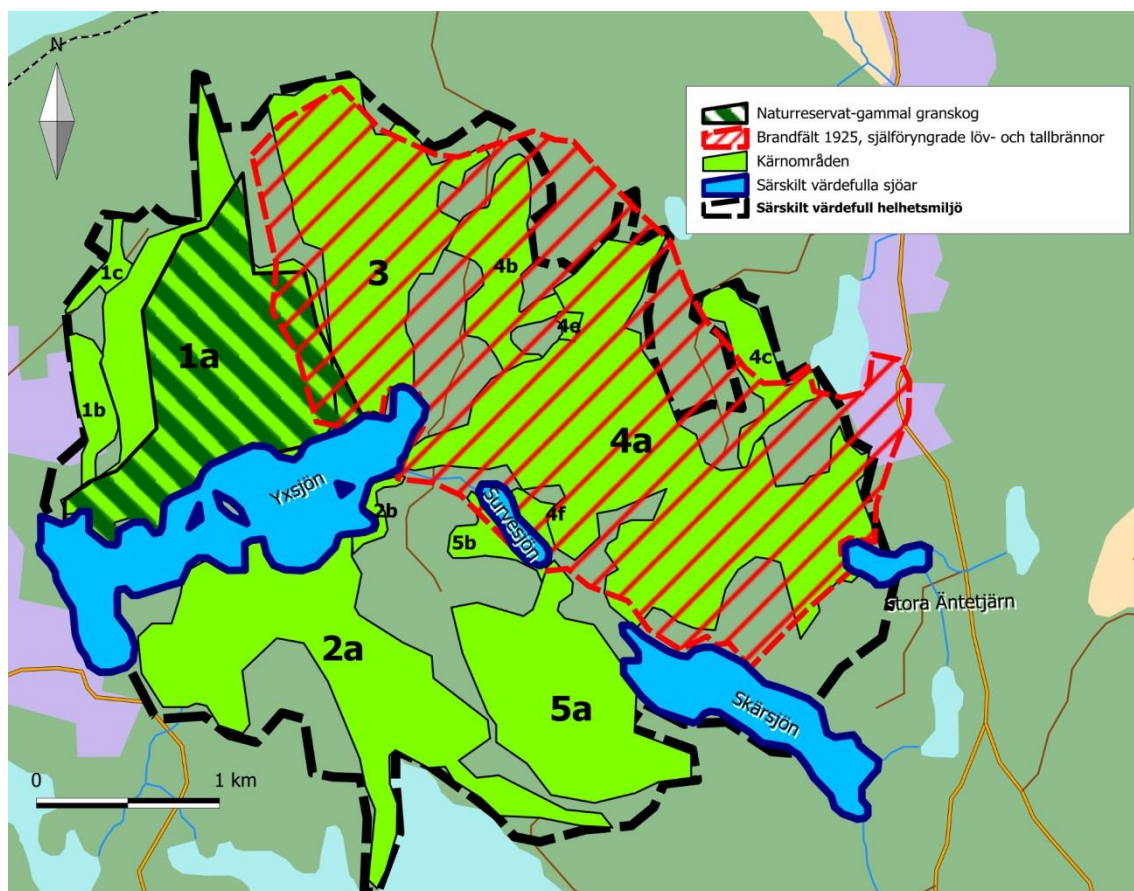 N
Naturreservat-gammal granskog
Brandfält 1925, självföryngrade löv- och tallbrännor
Kärnområden
Särskilt värdefulla sjöar
Särskilt värdefull helhetsmiljö
1c
3
4b
4e
1a
4c
1b
4a
Yxsjön
2b
Survesjön
4f
5b
Stora Äntetjärn
2a
5a
Skärsjön
0
1 km